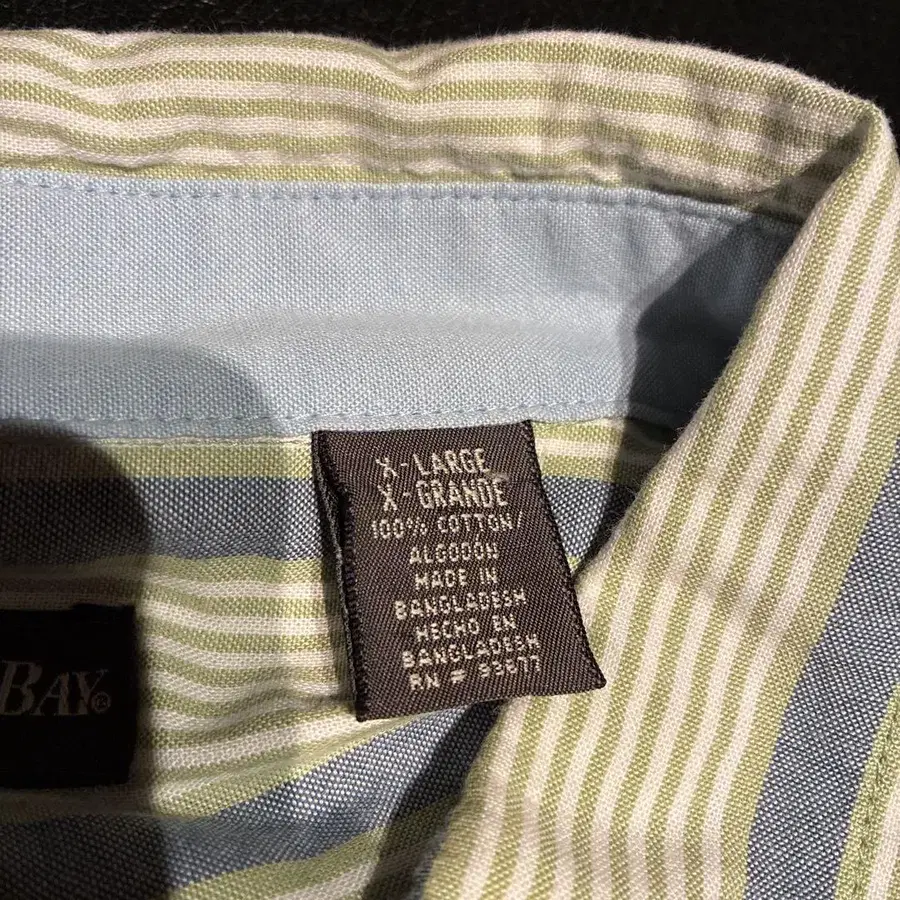 X-LARGE
X-GRANDE
100% COTTON/
ALGODON
MADE IN
BANGLADESH
HECHO EN
BANGLADESH
RN # 93677
BAY®